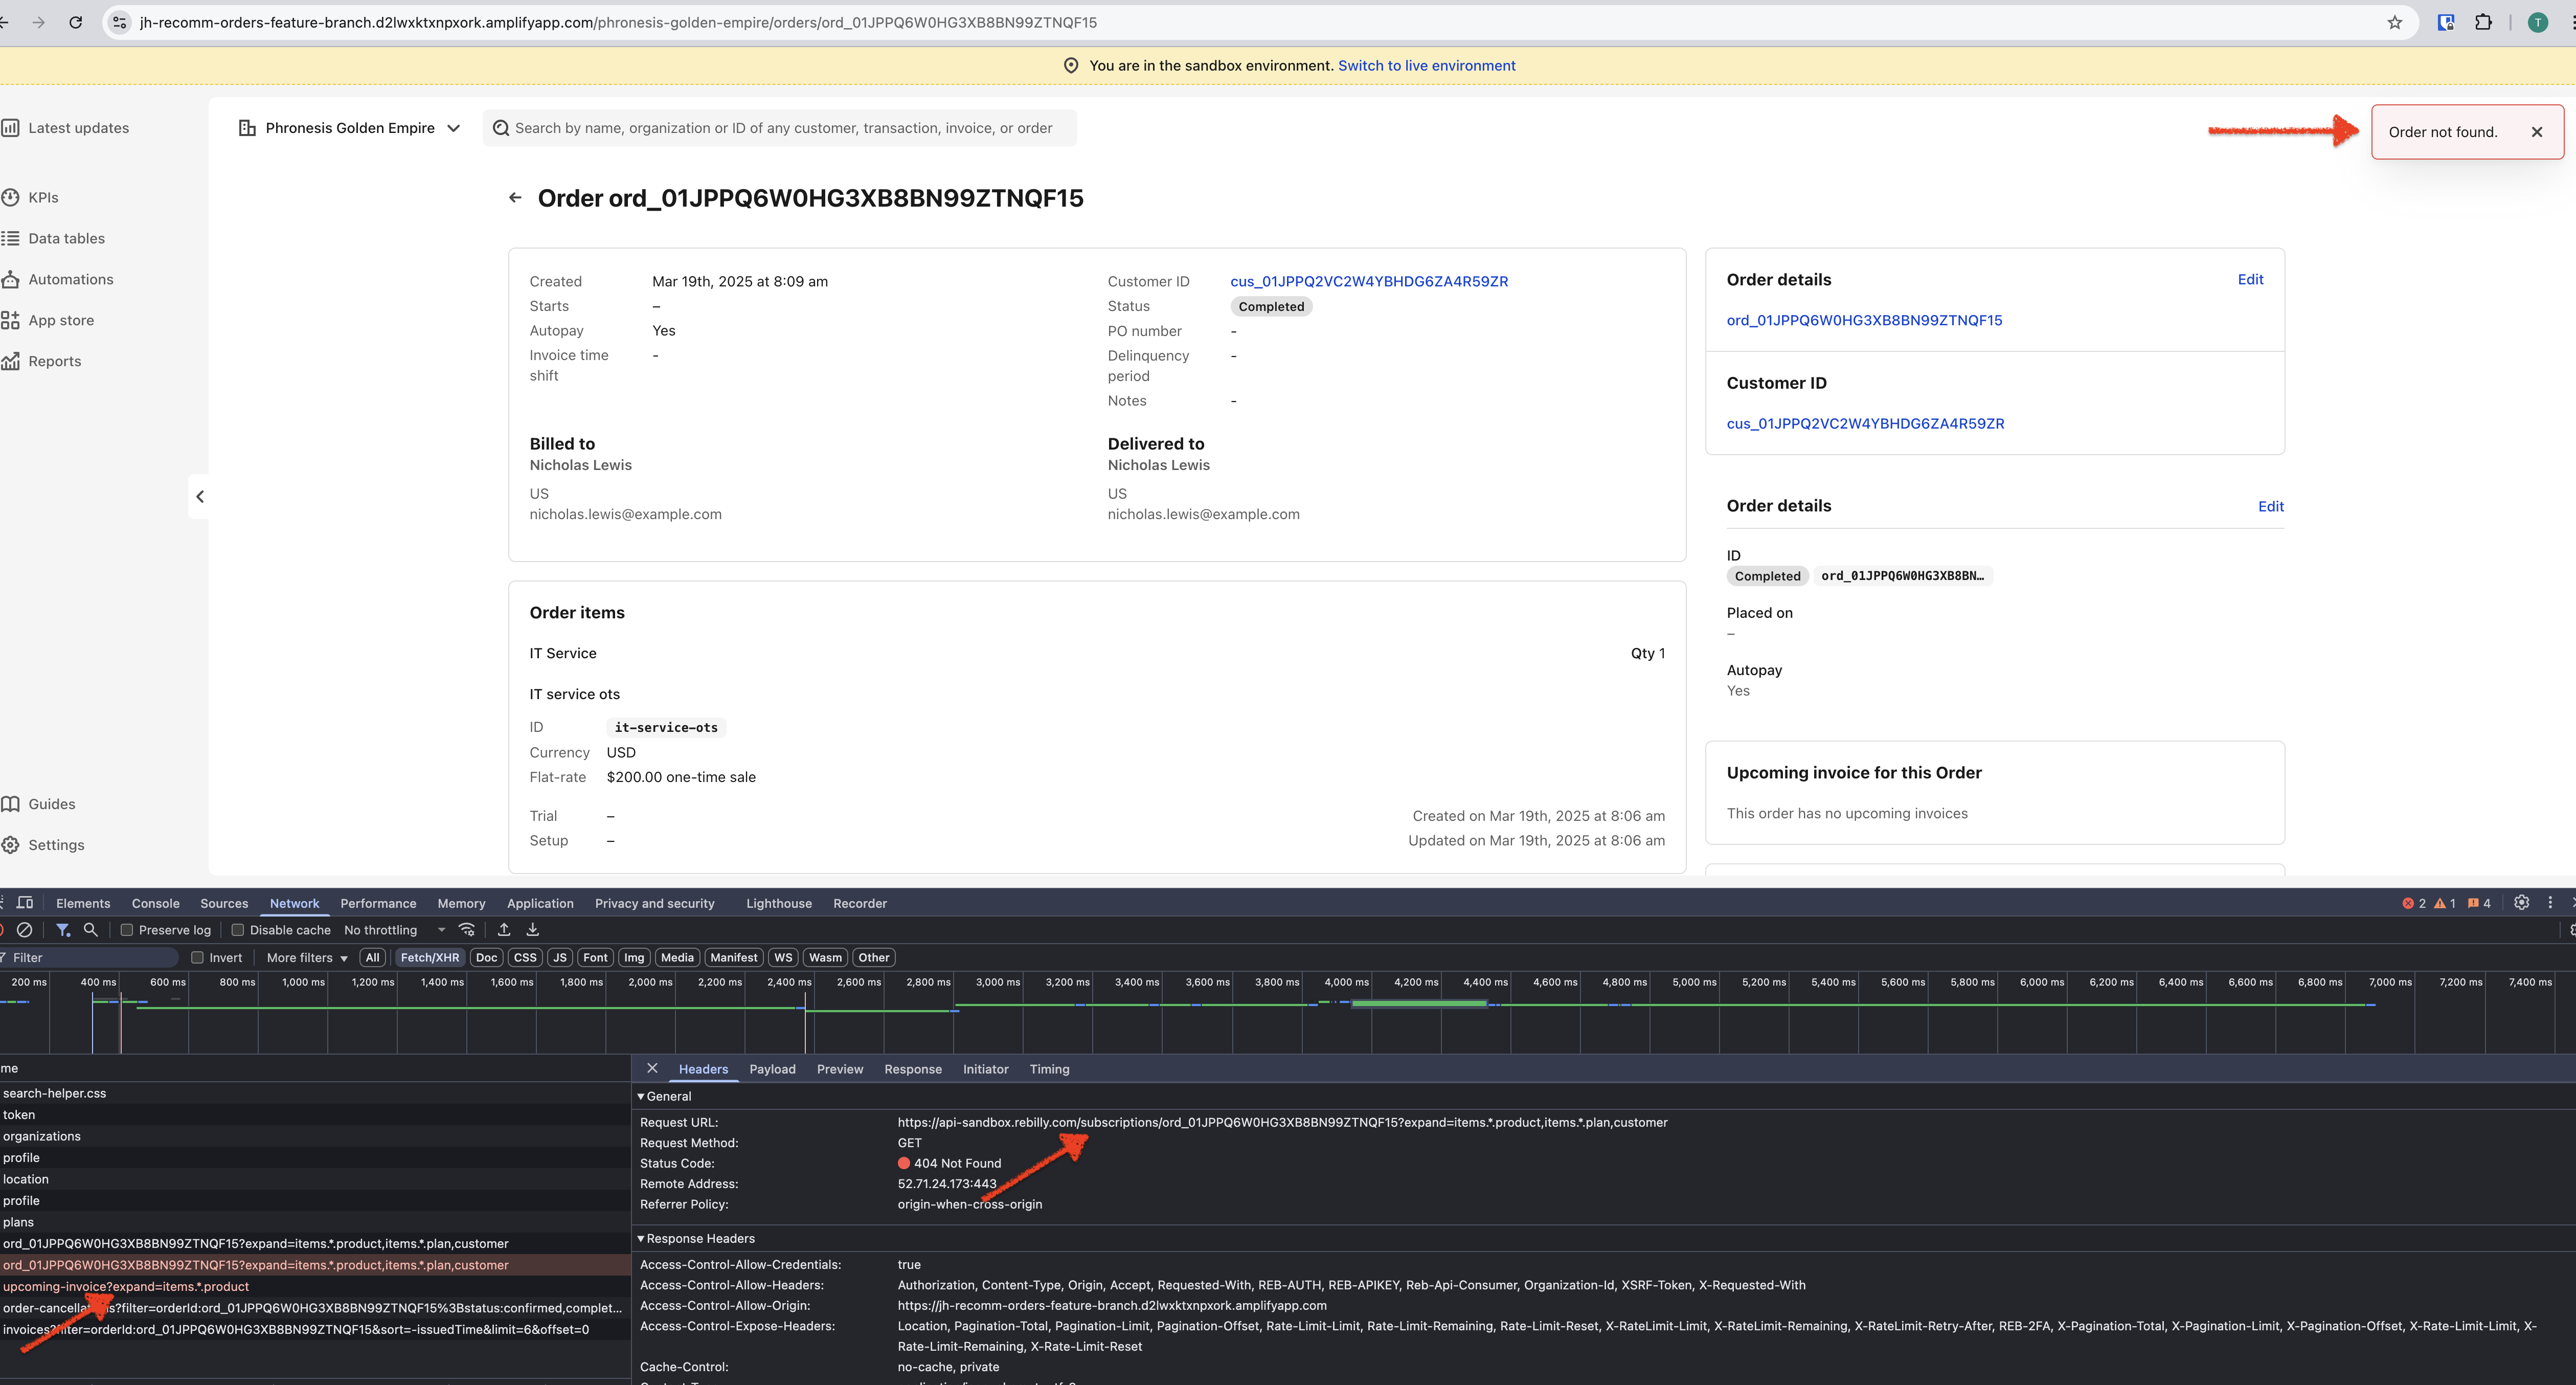 jh-recomm-orders-feature-branch.d2lwxktxnpxork.amplifyapp.com/phronesis-golden-empire/orders/ord_01JPPQ6W0HG3XB8BN99ZTNQF15
T
You are in the sandbox environment. Switch to live environment
Latest updates
Phronesis Golden Empire
Search by name, organization or ID of any customer, transaction, invoice, or order
Order not found.
KPIs
Data tables
Automations
App store
Reports
Guides
Settings
Order ord_01JPPQ6W0HG3XB8BN99ZTNQF15
Created Mar 19th, 2025 at 8:09 am
Starts –
Autopay Yes
Invoice time shift -
Customer ID cus_01JPPQ2VC2W4YBHDG6ZA4R59ZR
Status Completed
PO number -
Delinquency period -
Notes -
Billed to
Nicholas Lewis
US
nicholas.lewis@example.com
Delivered to
Nicholas Lewis
US
nicholas.lewis@example.com
Order items
IT Service Qty 1
IT service ots
ID it-service-ots
Currency USD
Flat-rate $200.00 one-time sale
Trial – Created on Mar 19th, 2025 at 8:06 am
Setup – Updated on Mar 19th, 2025 at 8:06 am
Order details Edit
ord_01JPPQ6W0HG3XB8BN99ZTNQF15
Customer ID
cus_01JPPQ2VC2W4YBHDG6ZA4R59ZR
Order details Edit
ID
Completed ord_01JPPQ6W0HG3XB8BN…
Placed on
–
Autopay
Yes
Upcoming invoice for this Order
This order has no upcoming invoices
Elements Console Sources Network Performance Memory Application Privacy and security Lighthouse Recorder 2 1 4
Preserve log Disable cache No throttling
Filter Invert More filters All Fetch/XHR Doc CSS JS Font Img Media Manifest WS Wasm Other
200 ms 400 ms 600 ms 800 ms 1,000 ms 1,200 ms 1,400 ms 1,600 ms 1,800 ms 2,000 ms 2,200 ms 2,400 ms 2,600 ms 2,800 ms 3,000 ms 3,200 ms 3,400 ms 3,600 ms 3,800 ms 4,000 ms 4,200 ms 4,400 ms 4,600 ms 4,800 ms 5,000 ms 5,200 ms 5,400 ms 5,600 ms 5,800 ms 6,000 ms 6,200 ms 6,400 ms 6,600 ms 6,800 ms 7,000 ms 7,200 ms 7,400 ms
me
search-helper.css
token
organizations
profile
location
profile
plans
ord_01JPPQ6W0HG3XB8BN99ZTNQF15?expand=items.*.product,items.*.plan,customer
ord_01JPPQ6W0HG3XB8BN99ZTNQF15?expand=items.*.product,items.*.plan,customer
upcoming-invoice?expand=items.*.product
?filter=orderId:ord_01JPPQ6W0HG3XB8BN99ZTNQF15%3Bstatus:confirmed,complet...
invoices?filter=orderId:ord_01JPPQ6W0HG3XB8BN99ZTNQF15&sort=-issuedTime&limit=6&offset=0
Headers Payload Preview Response Initiator Timing
General
Request URL: https://api-sandbox.rebilly.com/subscriptions/ord_01JPPQ6W0HG3XB8BN99ZTNQF15?expand=items.*.product,items.*.plan,customer
Request Method: GET
Status Code: 404 Not Found
Remote Address: 52.71.24.173:443
Referrer Policy: origin-when-cross-origin
Response Headers
Access-Control-Allow-Credentials: true
Access-Control-Allow-Headers: Authorization, Content-Type, Origin, Accept, Requested-With, REB-AUTH, REB-APIKEY, Reb-Api-Consumer, Organization-Id, XSRF-Token, X-Requested-With
Access-Control-Allow-Origin: https://jh-recomm-orders-feature-branch.d2lwxktxnpxork.amplifyapp.com
Access-Control-Expose-Headers: Location, Pagination-Total, Pagination-Limit, Pagination-Offset, Rate-Limit-Limit, Rate-Limit-Remaining, Rate-Limit-Reset, X-RateLimit-Limit, X-RateLimit-Remaining, X-RateLimit-Retry-After, REB-2FA, X-Pagination-Total, X-Pagination-Limit, X-Pagination-Offset, X-Rate-Limit-Limit, X-
Rate-Limit-Remaining, X-Rate-Limit-Reset
Cache-Control: no-cache, private